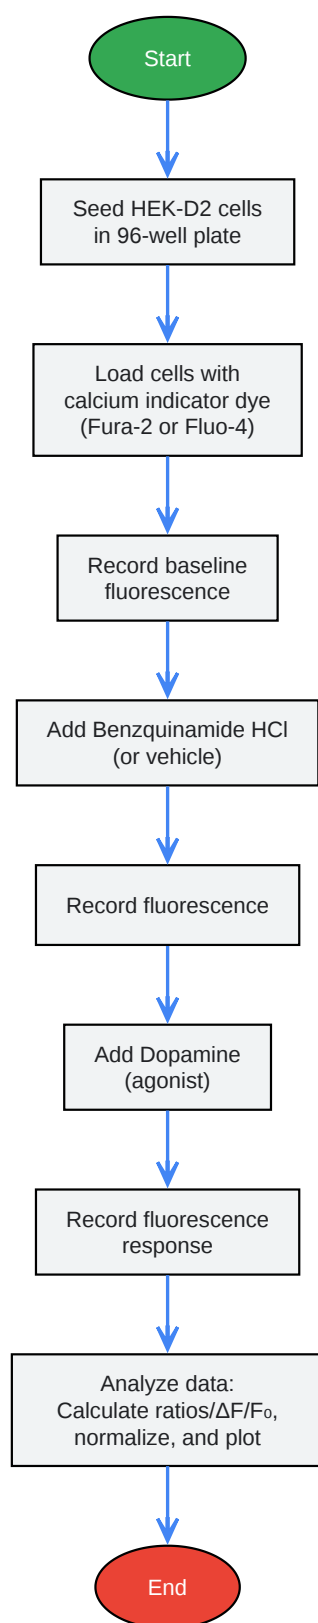 Start
Seed HEK-D2 cells
in 96-well plate
Load cells with
calcium indicator dye
(Fura-2 or Fluo-4)
Record baseline
fluorescence
Add Benzquinamide HCl
(or vehicle)
Record fluorescence
Add Dopamine
(agonist)
Record fluorescence
response
Analyze data:
Calculate ratios/ΔF/F₀,
normalize, and plot
End